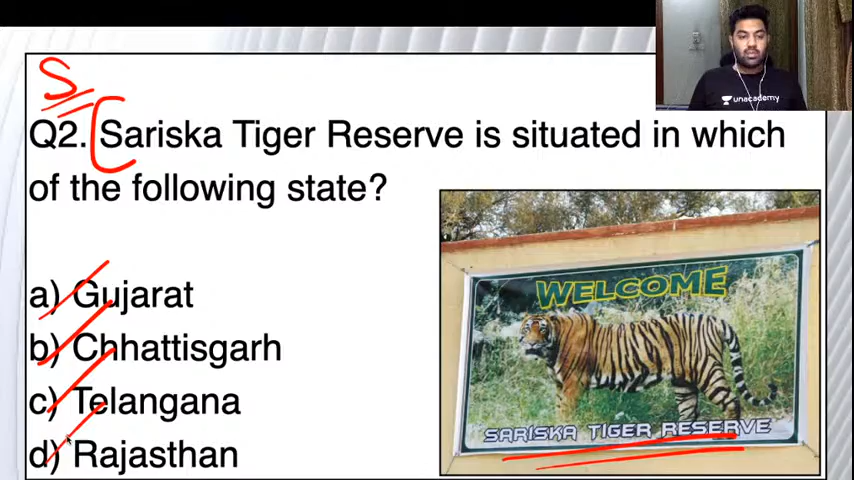 unacademy
S
Q2. Sariska Tiger Reserve is situated in which
of the following state?
a) Gujarat
b) Chhattisgarh
c) Telangana
d) Rajasthan
WELCOME
SARISKA TIGER RESERVE